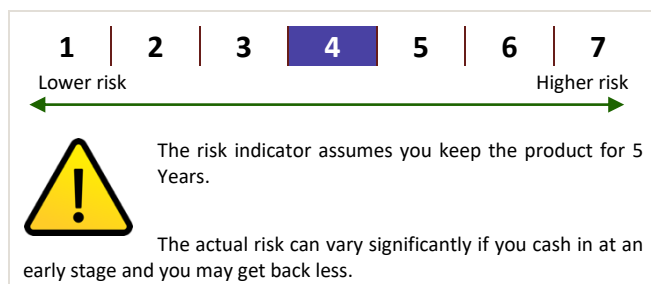 1 2 3 4 5 6 7
Lower risk Higher risk
The risk indicator assumes you keep the product for 5
Years.
The actual risk can vary significantly if you cash in at an
early stage and you may get back less.